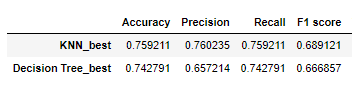 Accuracy Precision Recall F1 score
KNN_best 0.759211 0.760235 0.759211 0.689121
Decision Tree_best 0.742791 0.657214 0.742791 0.666857